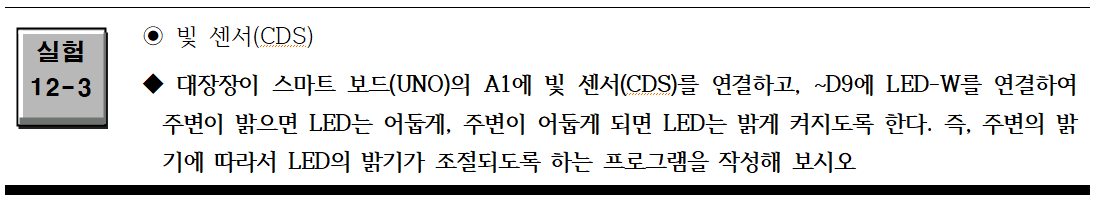 실험
12-3
◉ 빛 센서(CDS)
◆ 대장장이 스마트 보드(UNO)의 A1에 빛 센서(CDS)를 연결하고, ~D9에 LED-W를 연결하여
주변이 밝으면 LED는 어둡게, 주변이 어둡게 되면 LED는 밝게 켜지도록 한다. 즉, 주변의 밝
기에 따라서 LED의 밝기가 조절되도록 하는 프로그램을 작성해 보시오